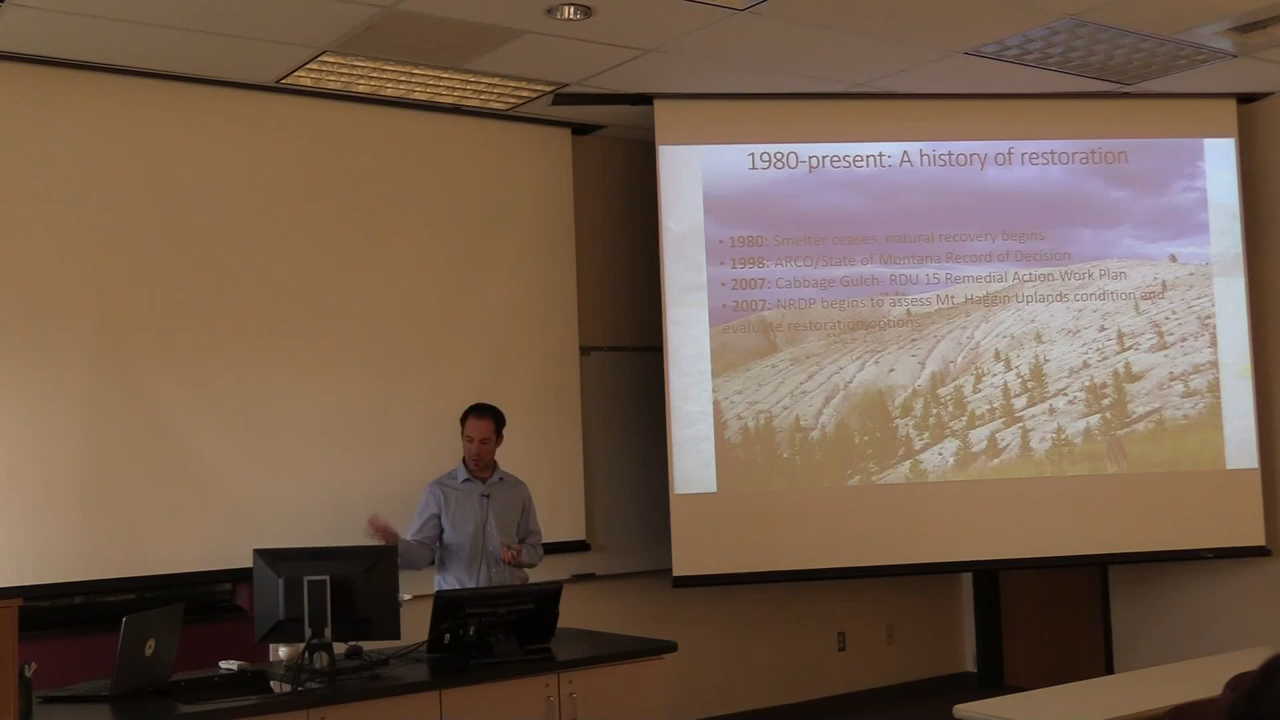 1980-present: A history of restoration
• 1980: Smelter ceases, natural recovery begins
• 1998: ARCO/State of Montana Record of Decision
• 2007: Cabbage Gulch- RDU 15 Remedial Action Work Plan
• 2007: NRDP begins to assess Mt. Haggin Uplands condition and
evaluate restoration options